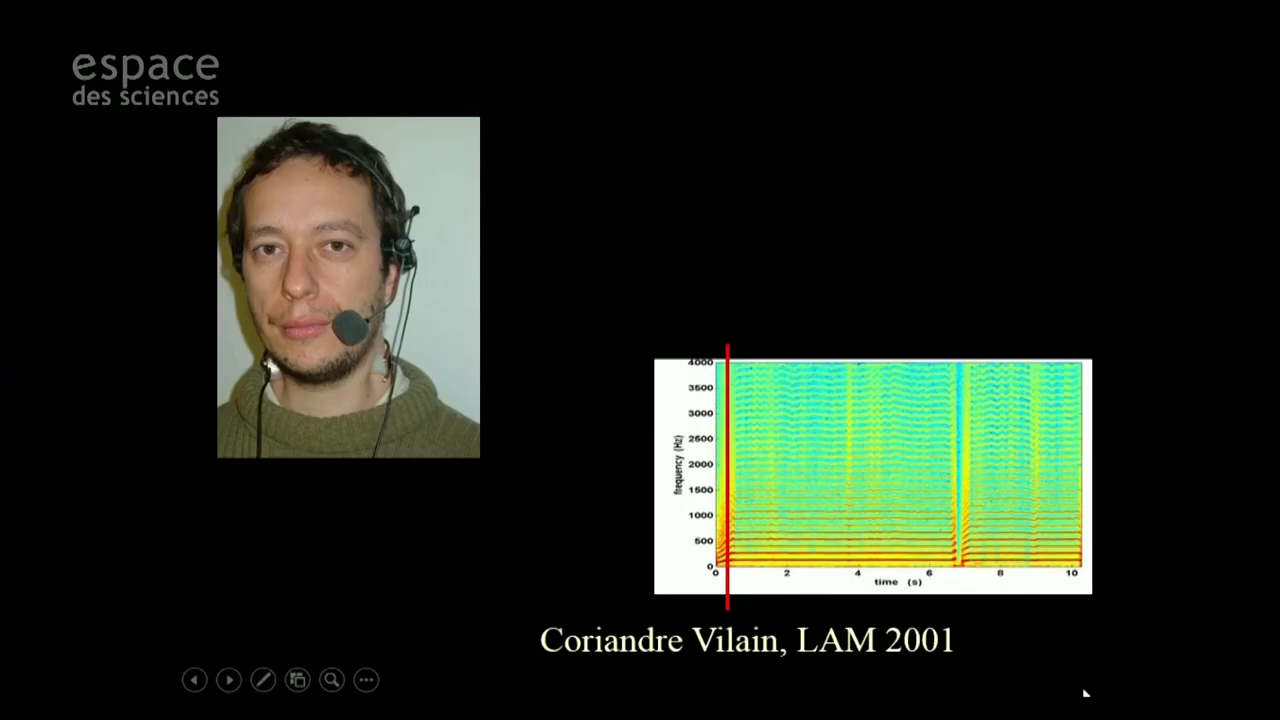 espace
des sciences
4000
3500
3000
2500
2000
1500
1000
500
0
frequency (Hz)
0 2 4 6 8 10
time (s)
Coriandre Vilain, LAM 2001